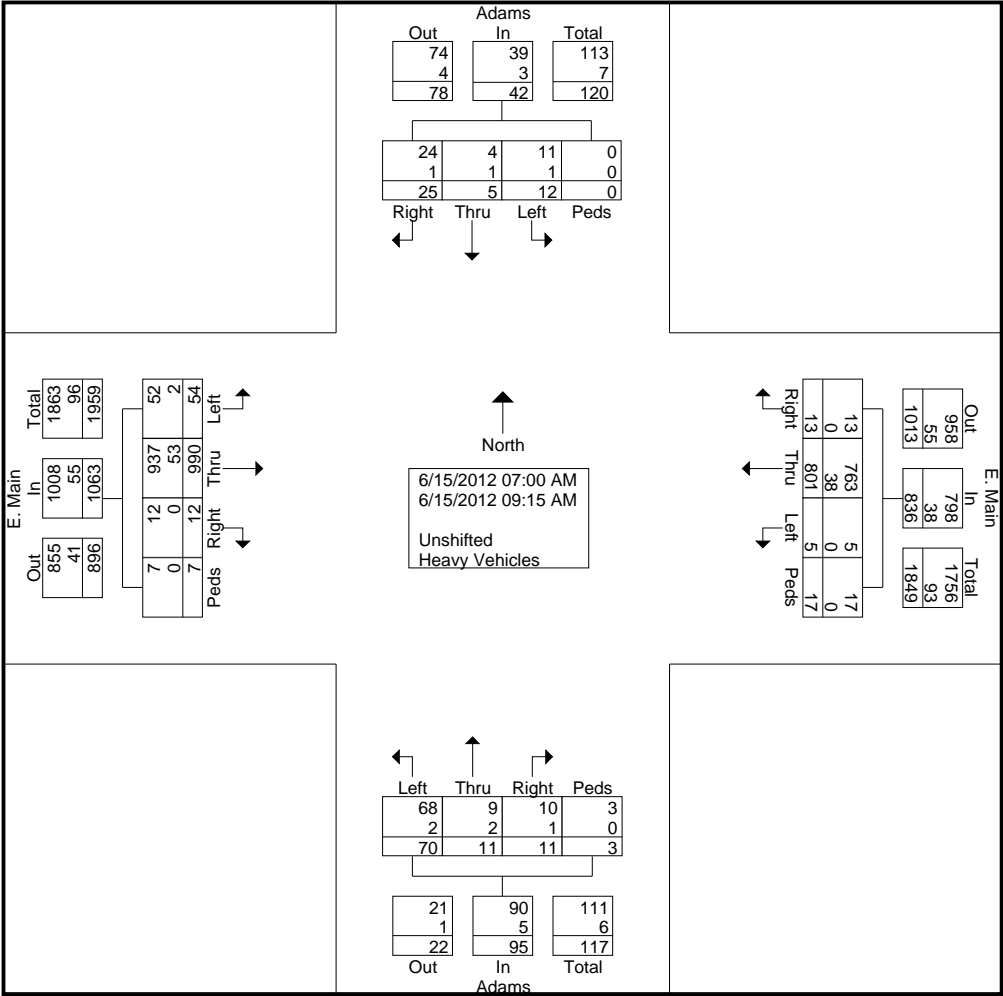 Adams
Out In Total
74 39 113
4 3 7
78 42 120
24 4 11 0
1 1 1 0
25 5 12 0
Right Thru Left Peds
E. Main
Total In Out
1863 1008 855
96 55 41
1959 1063 896
52 937 12 7
2 53 0 0
54 990 12 7
Left Thru Right Peds
North
6/15/2012 07:00 AM
6/15/2012 09:15 AM
Unshifted
Heavy Vehicles
E. Main
Out In Total
958 798 1756
55 38 93
1013 836 1849
13 763 5 17
0 38 0 0
13 801 5 17
Right Thru Left Peds
Left Thru Right Peds
68 9 10 3
2 2 1 0
70 11 11 3
21 90 111
1 5 6
22 95 117
Out In Total
Adams